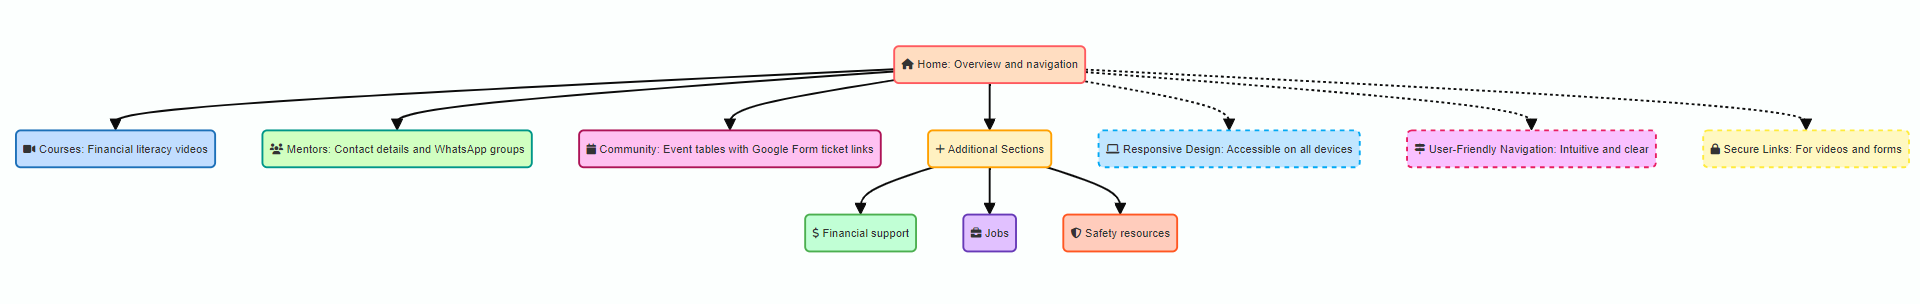 Home: Overview and navigation
Courses: Financial literacy videos
Mentors: Contact details and WhatsApp groups
Community: Event tables with Google Form ticket links
Additional Sections
Responsive Design: Accessible on all devices
User-Friendly Navigation: Intuitive and clear
Secure Links: For videos and forms
Financial support
Jobs
Safety resources